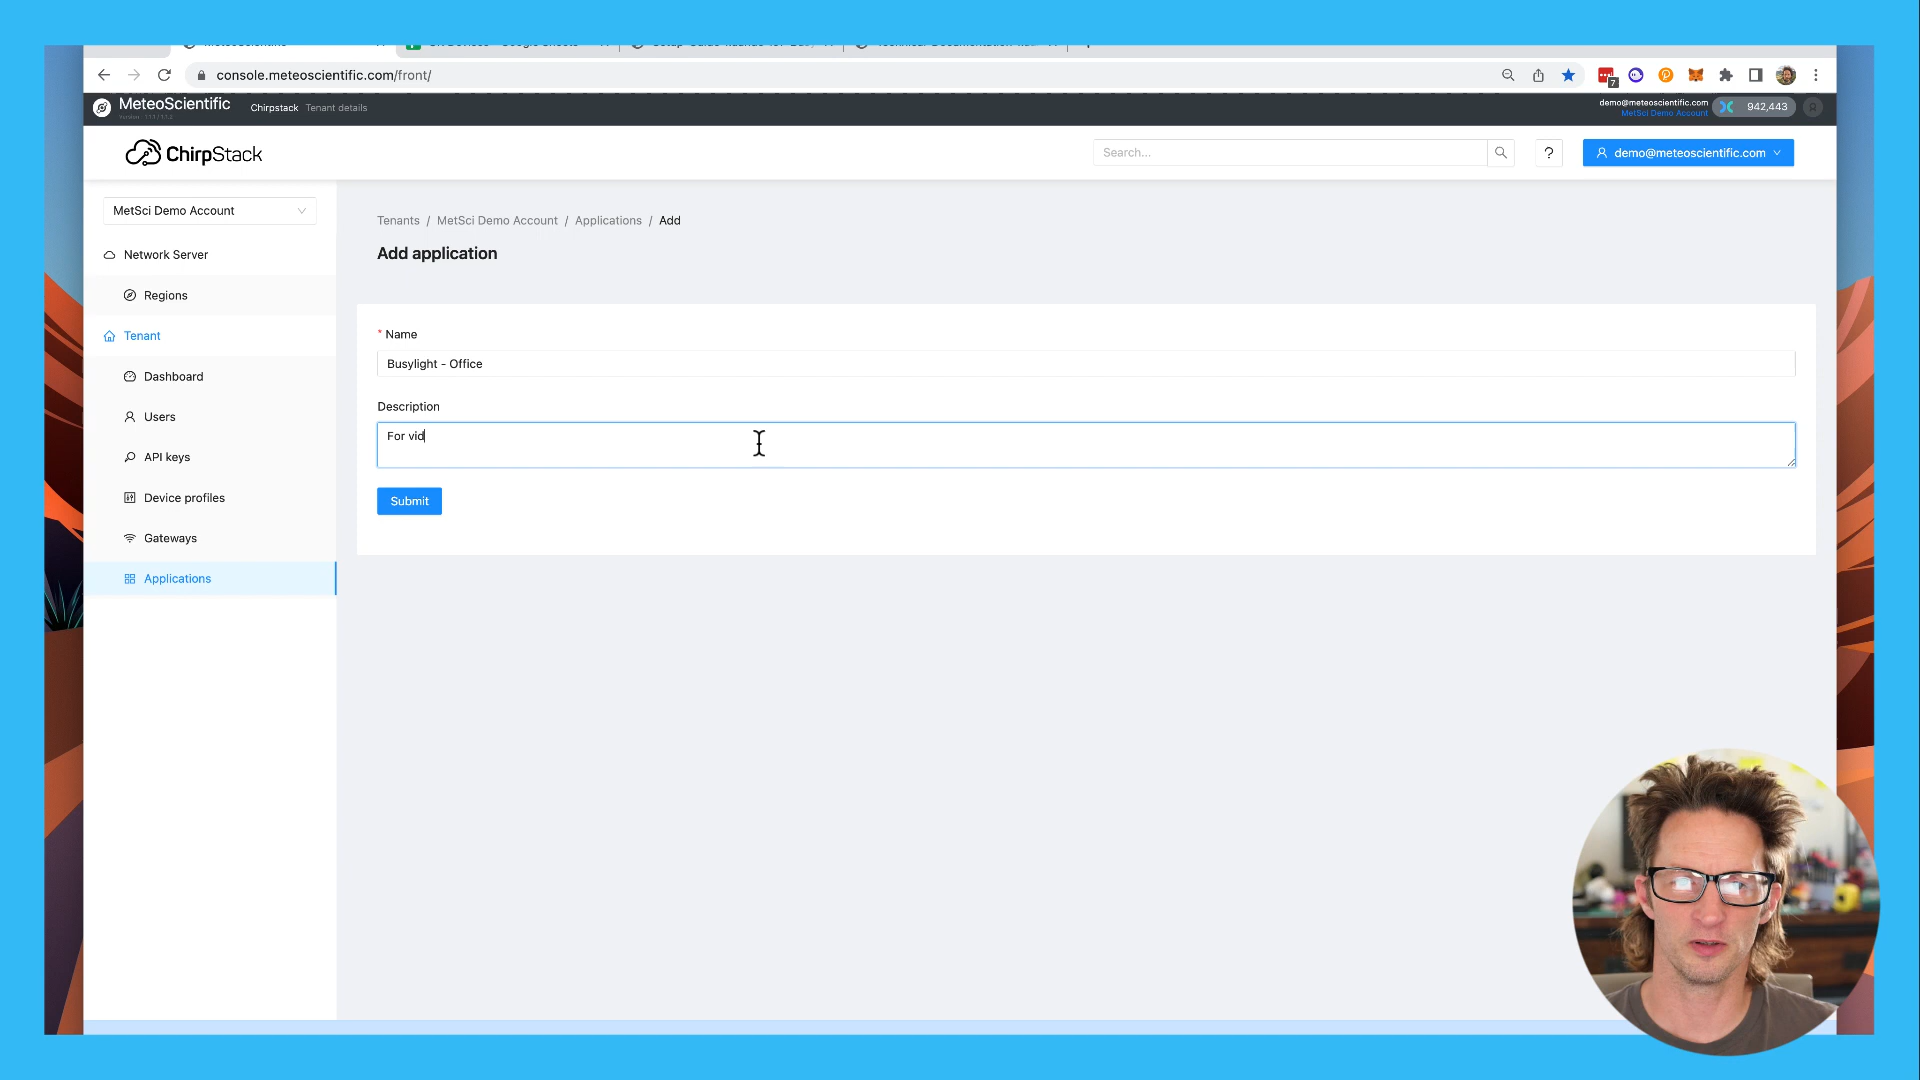 console.meteoscientific.com/front/
7
MeteoScientific
Chirpstack Tenant details
demo@meteoscientific.com
MetSci Demo Account
942,443
ChirpStack
Search...
?
demo@meteoscientific.com
MetSci Demo Account
Tenants / MetSci Demo Account / Applications / Add
Network Server
Add application
Regions
Tenant
* Name
Busylight - Office
Dashboard
Description
Users
For vid
API keys
Device profiles
Submit
Gateways
Applications